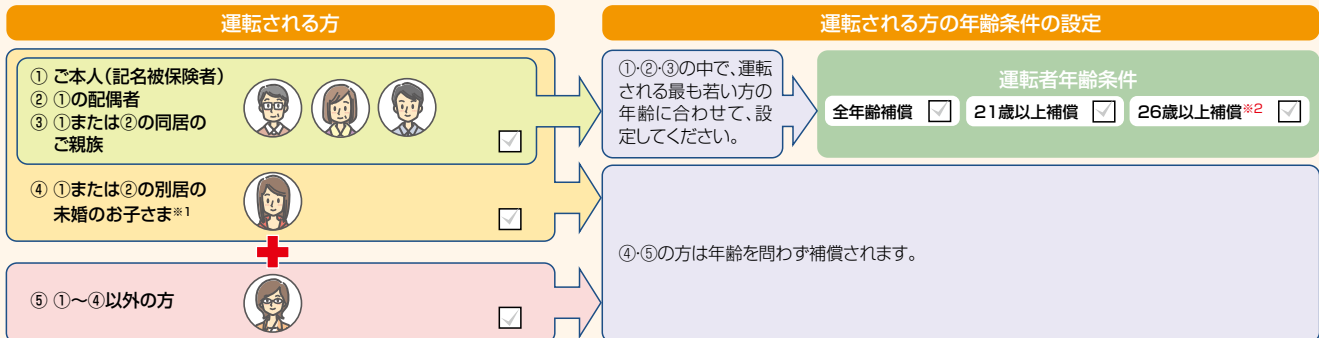 運転される方
① ご本人(記名被保険者)
② ①の配偶者
③ ①または②の同居の
ご親族
④ ①または②の別居の
未婚のお子さま※1
⑤ ①～④以外の方
運転される方の年齢条件の設定
①・②・③の中で、運転
される最も若い方の
年齢に合わせて、設
定してください。
運転者年齢条件
全年齢補償
21歳以上補償
26歳以上補償※2
④・⑤の方は年齢を問わず補償されます。